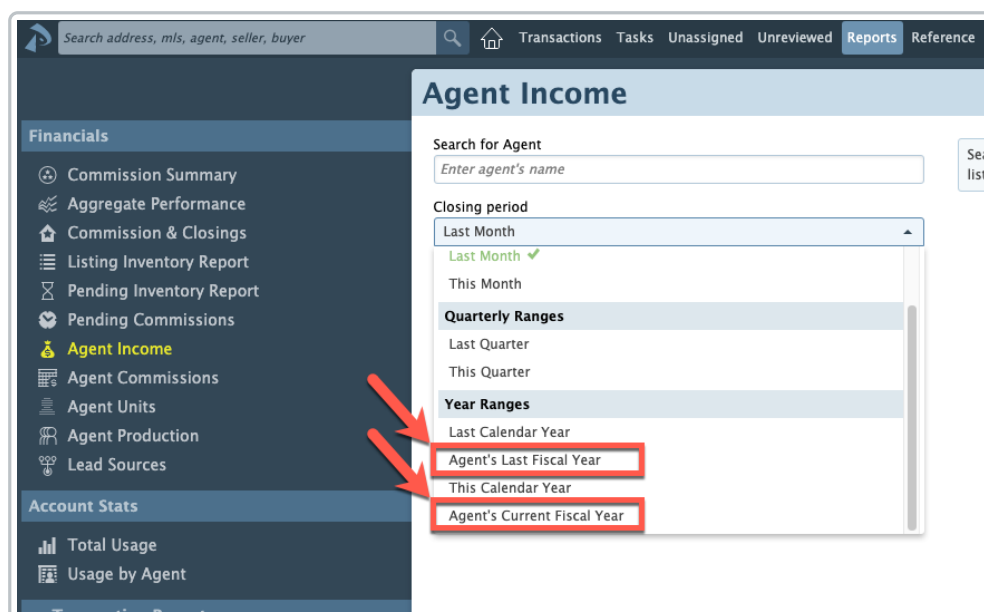 Search address, mls, agent, seller, buyer
Transactions Tasks Unassigned Unreviewed Reports Reference
Agent Income
Financials
Commission Summary
Aggregate Performance
Commission & Closings
Listing Inventory Report
Pending Inventory Report
Pending Commissions
Agent Income
Agent Commissions
Agent Units
Agent Production
Lead Sources
Account Stats
Total Usage
Usage by Agent
Search for Agent
Enter agent's name
Closing period
Last Month
Last Month
This Month
Quarterly Ranges
Last Quarter
This Quarter
Year Ranges
Last Calendar Year
Agent's Last Fiscal Year
This Calendar Year
Agent's Current Fiscal Year